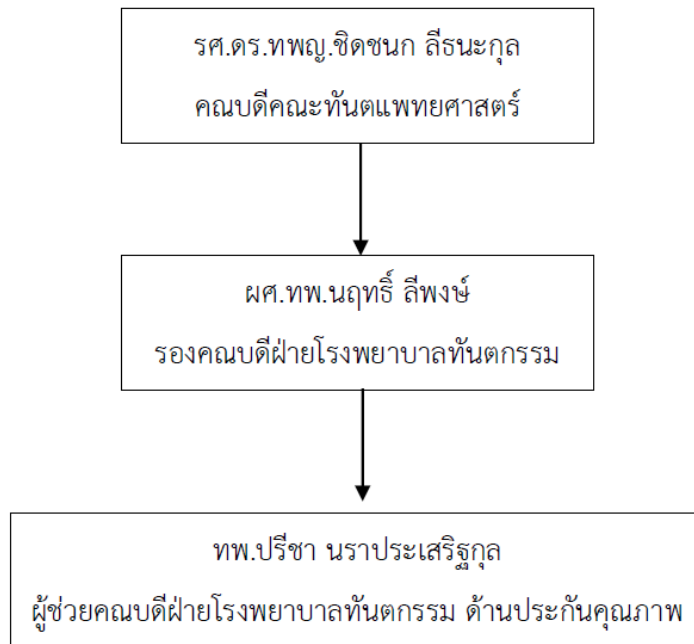 รศ.ดร.ทพญ.ชิดชนก ลีธนะกุล
คณบดีคณะทันตแพทยศาสตร์
ผศ.ทพ.นฤทธิ์ ลีพงษ์
รองคณบดีฝ่ายโรงพยาบาลทันตกรรม
ทพ.ปรีชา นราประเสริฐกุล
ผู้ช่วยคณบดีฝ่ายโรงพยาบาลทันตกรรม ด้านประกันคุณภาพ